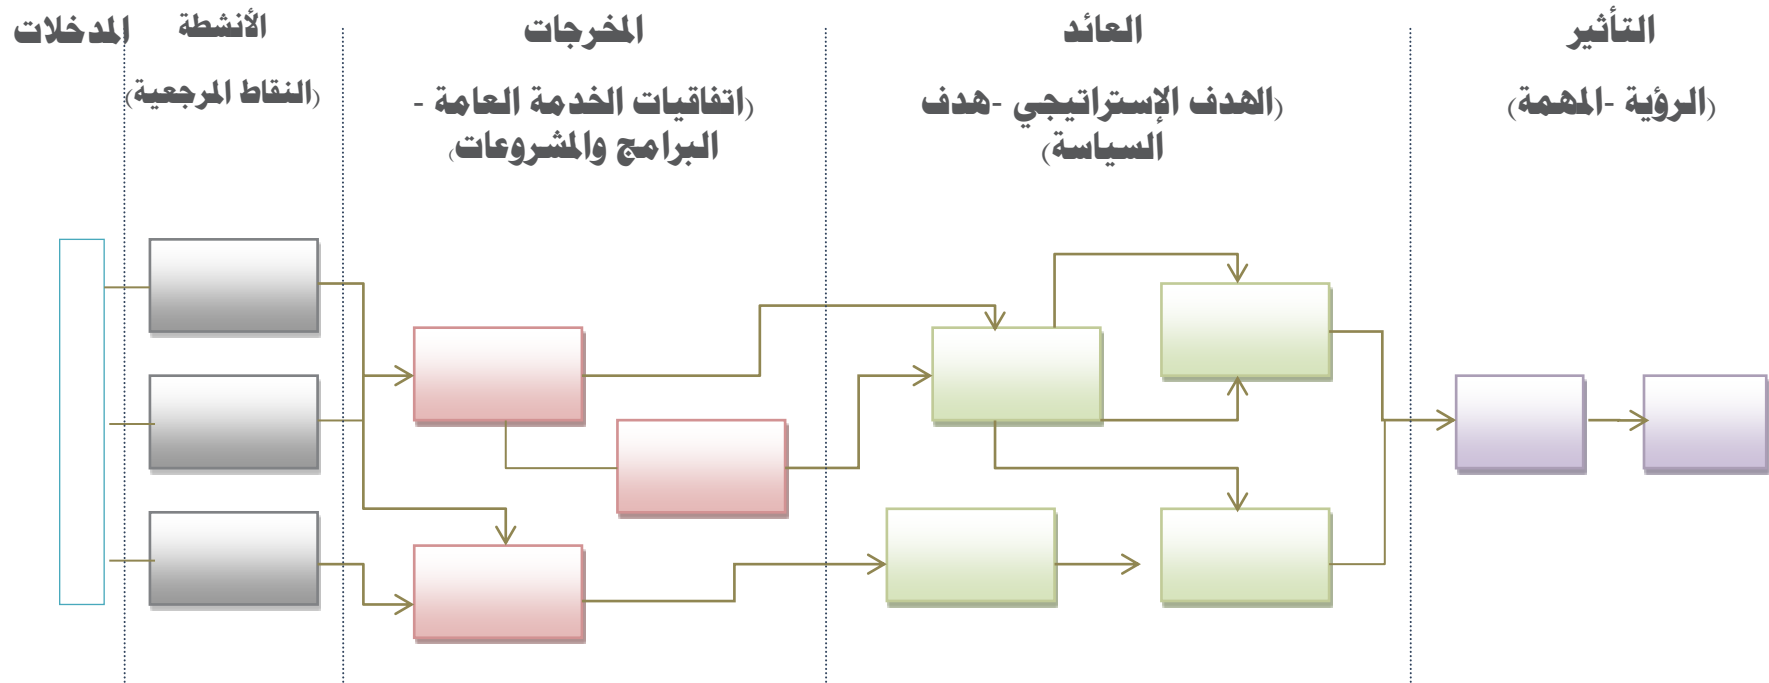 المدخلات
الأنشطة
(النقاط المرجعية)
المخرجات
(اتفاقيات الخدمة العامة -
البرامج والمشروعات)
العائد
(الهدف الإستراتيجي -هدف
السياسة)
التأثير
(الرؤية -المهمة)